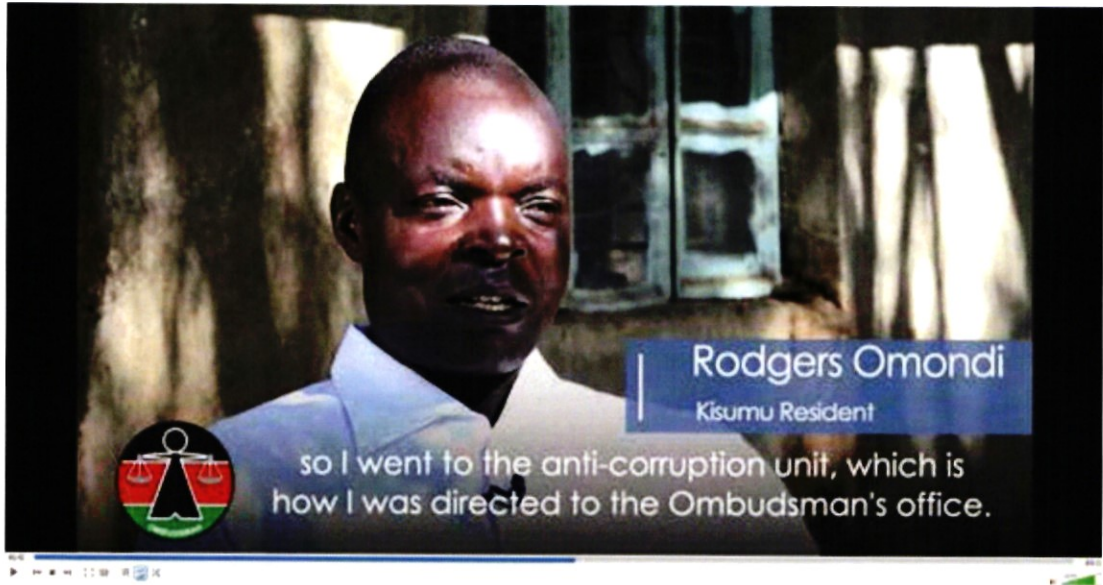 Rodgers Omondi
Kisumu Resident
so I went to the anti-corruption unit, which is
how I was directed to the Ombudsman's office.